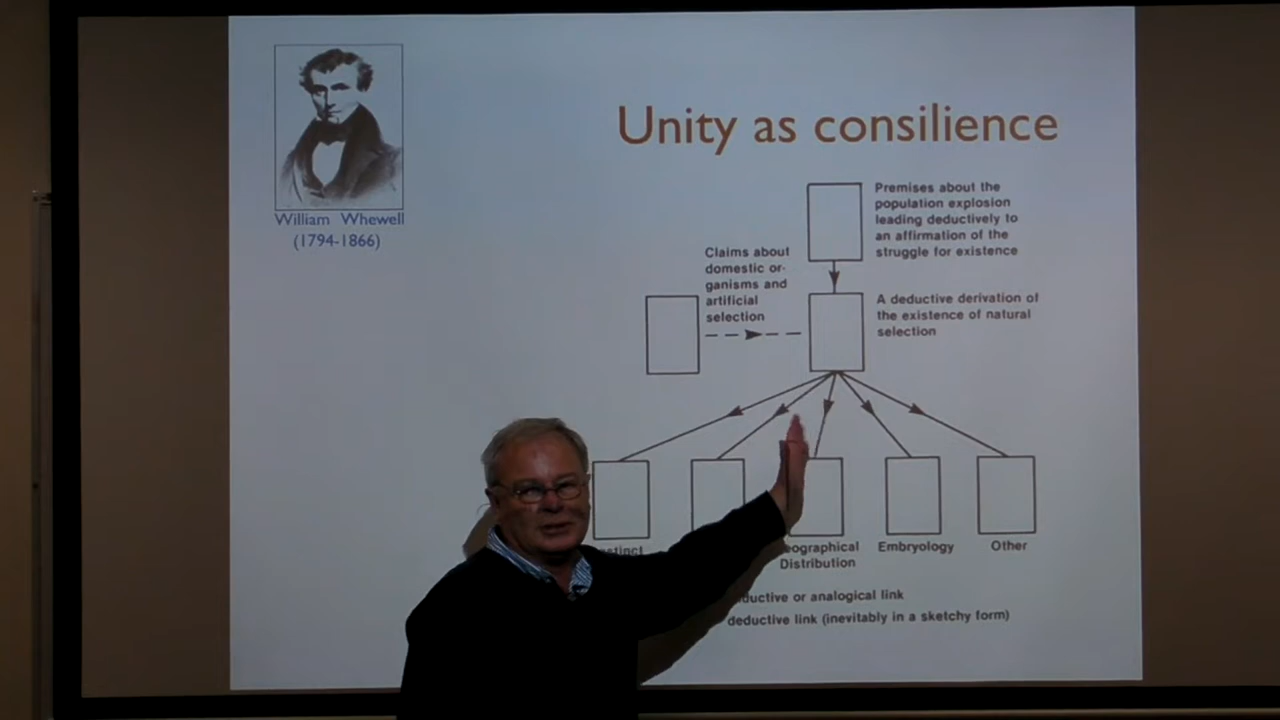 Unity as consilience
William Whewell
(1794-1866)
Premises about the
population explosion
leading deductively to
an affirmation of the
struggle for existence
Claims about
domestic or-
ganisms and
artificial
selection
A deductive derivation of
the existence of natural
selection
Distribution
Embryology
Other
or analogical link
deductive link (inevitably in a sketchy form)